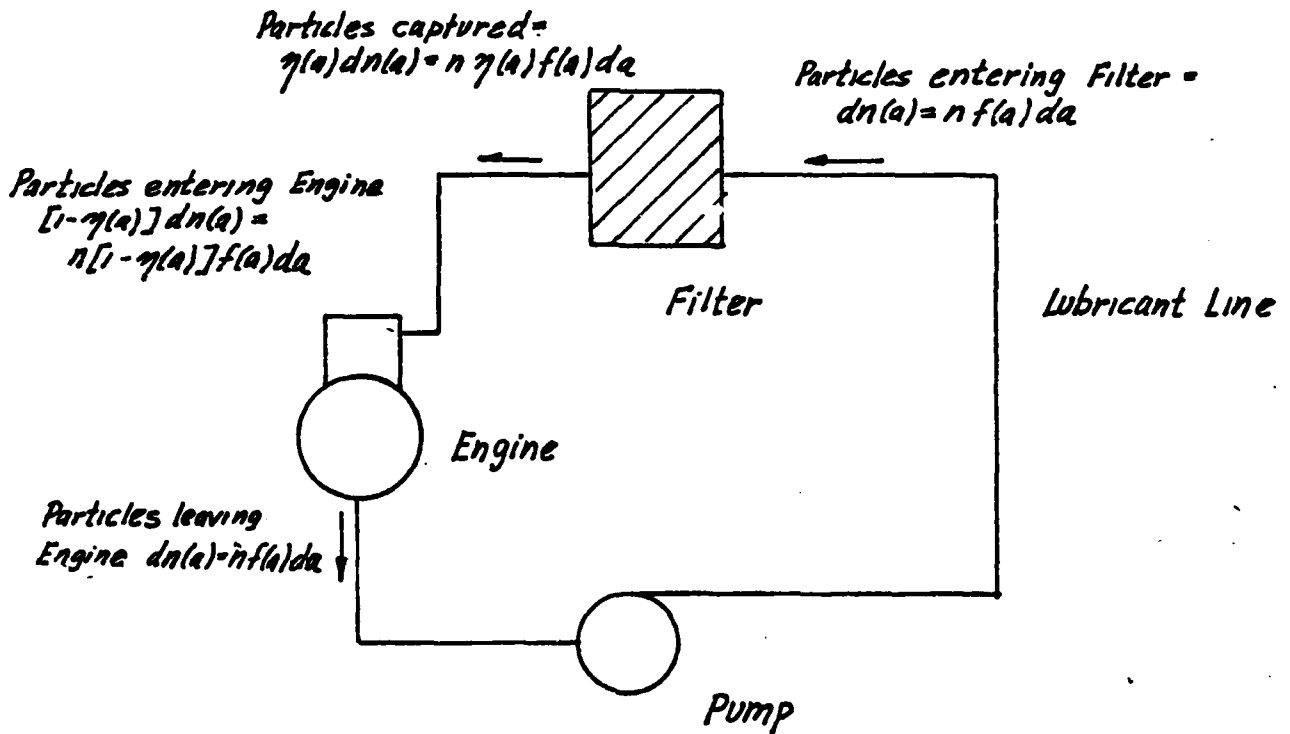 Particles captured=
η(a)dn(a)=n η(a)f(a)da
Particles entering Filter =
dn(a)=n f(a)da
Particles entering Engine
[1-η(a)]dn(a)=
n[1-η(a)]f(a)da
Filter
Lubricant Line
Engine
Particles leaving
Engine dn(a)=nf(a)da
Pump